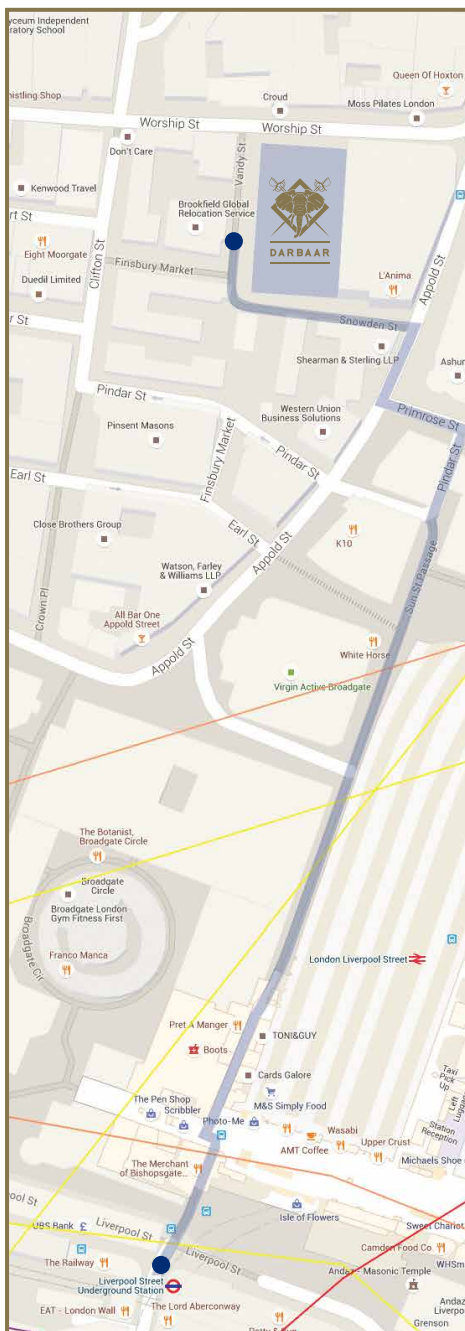 yceum Independent
ratory School
Queen Of Hoxton
histling Shop
Croud
Moss Pilates London
Worship St
Worship St
Don't Care
Vandy St
Kenwood Travel
Brookfield Global
Relocation Service
DARBAAR
Eight Moorgate
Clifton St
Finsbury Market
L'Anima
Appold St
Duedil Limited
Snowden St
Shearman & Sterling LLP
Ashur
Pindar St
Western Union
Business Solutions
Primrose St
Pinsent Masons
Finsbury Market
Pindar St
Pindar St
Earl St
Close Brothers Group
Earl St
K10
Watson, Farley
& Williams LLP
Appold St
Sun St Passage
Crown Pl
All Bar One
Appold Street
Appold St
White Horse
Virgin Active Broadgate
The Botanist,
Broadgate Circle
Broadgate
Circle
Broadgate London
Gym Fitness First
Broadgate Cir
Franco Manca
London Liverpool Street
Pret A Manger
TONI&GUY
Boots
Cards Galore
Taxi
Pick
Up
Left
Lugga
The Pen Shop
Scribbler
M&S Simply Food
Photo-Me
Wasabi
Station
Reception
AMT Coffee
Upper Crust
The Merchant
of Bishopsgate...
Michaels Shoe
Isle of Flowers
pool St
UBS Bank
Liverpool St
Sweet Chariot
The Railway
Liverpool St
Camden Food Co
WHSm
Liverpool Street
Underground Station
Andaz - Masonic Temple
Andaz
Liverpo
EAT - London Wall
The Lord Aberconway
Grenson